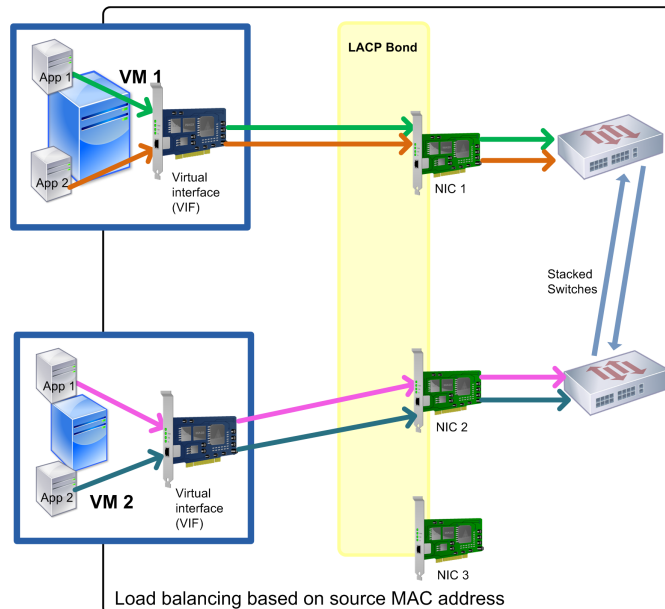 LACP Bond
App 1
VM 1
App 2
Virtual
interface
(VIF)
NIC 1
Stacked
Switches
App 1
App 2
VM 2
Virtual
interface
(VIF)
NIC 2
NIC 3
Load balancing based on source MAC address